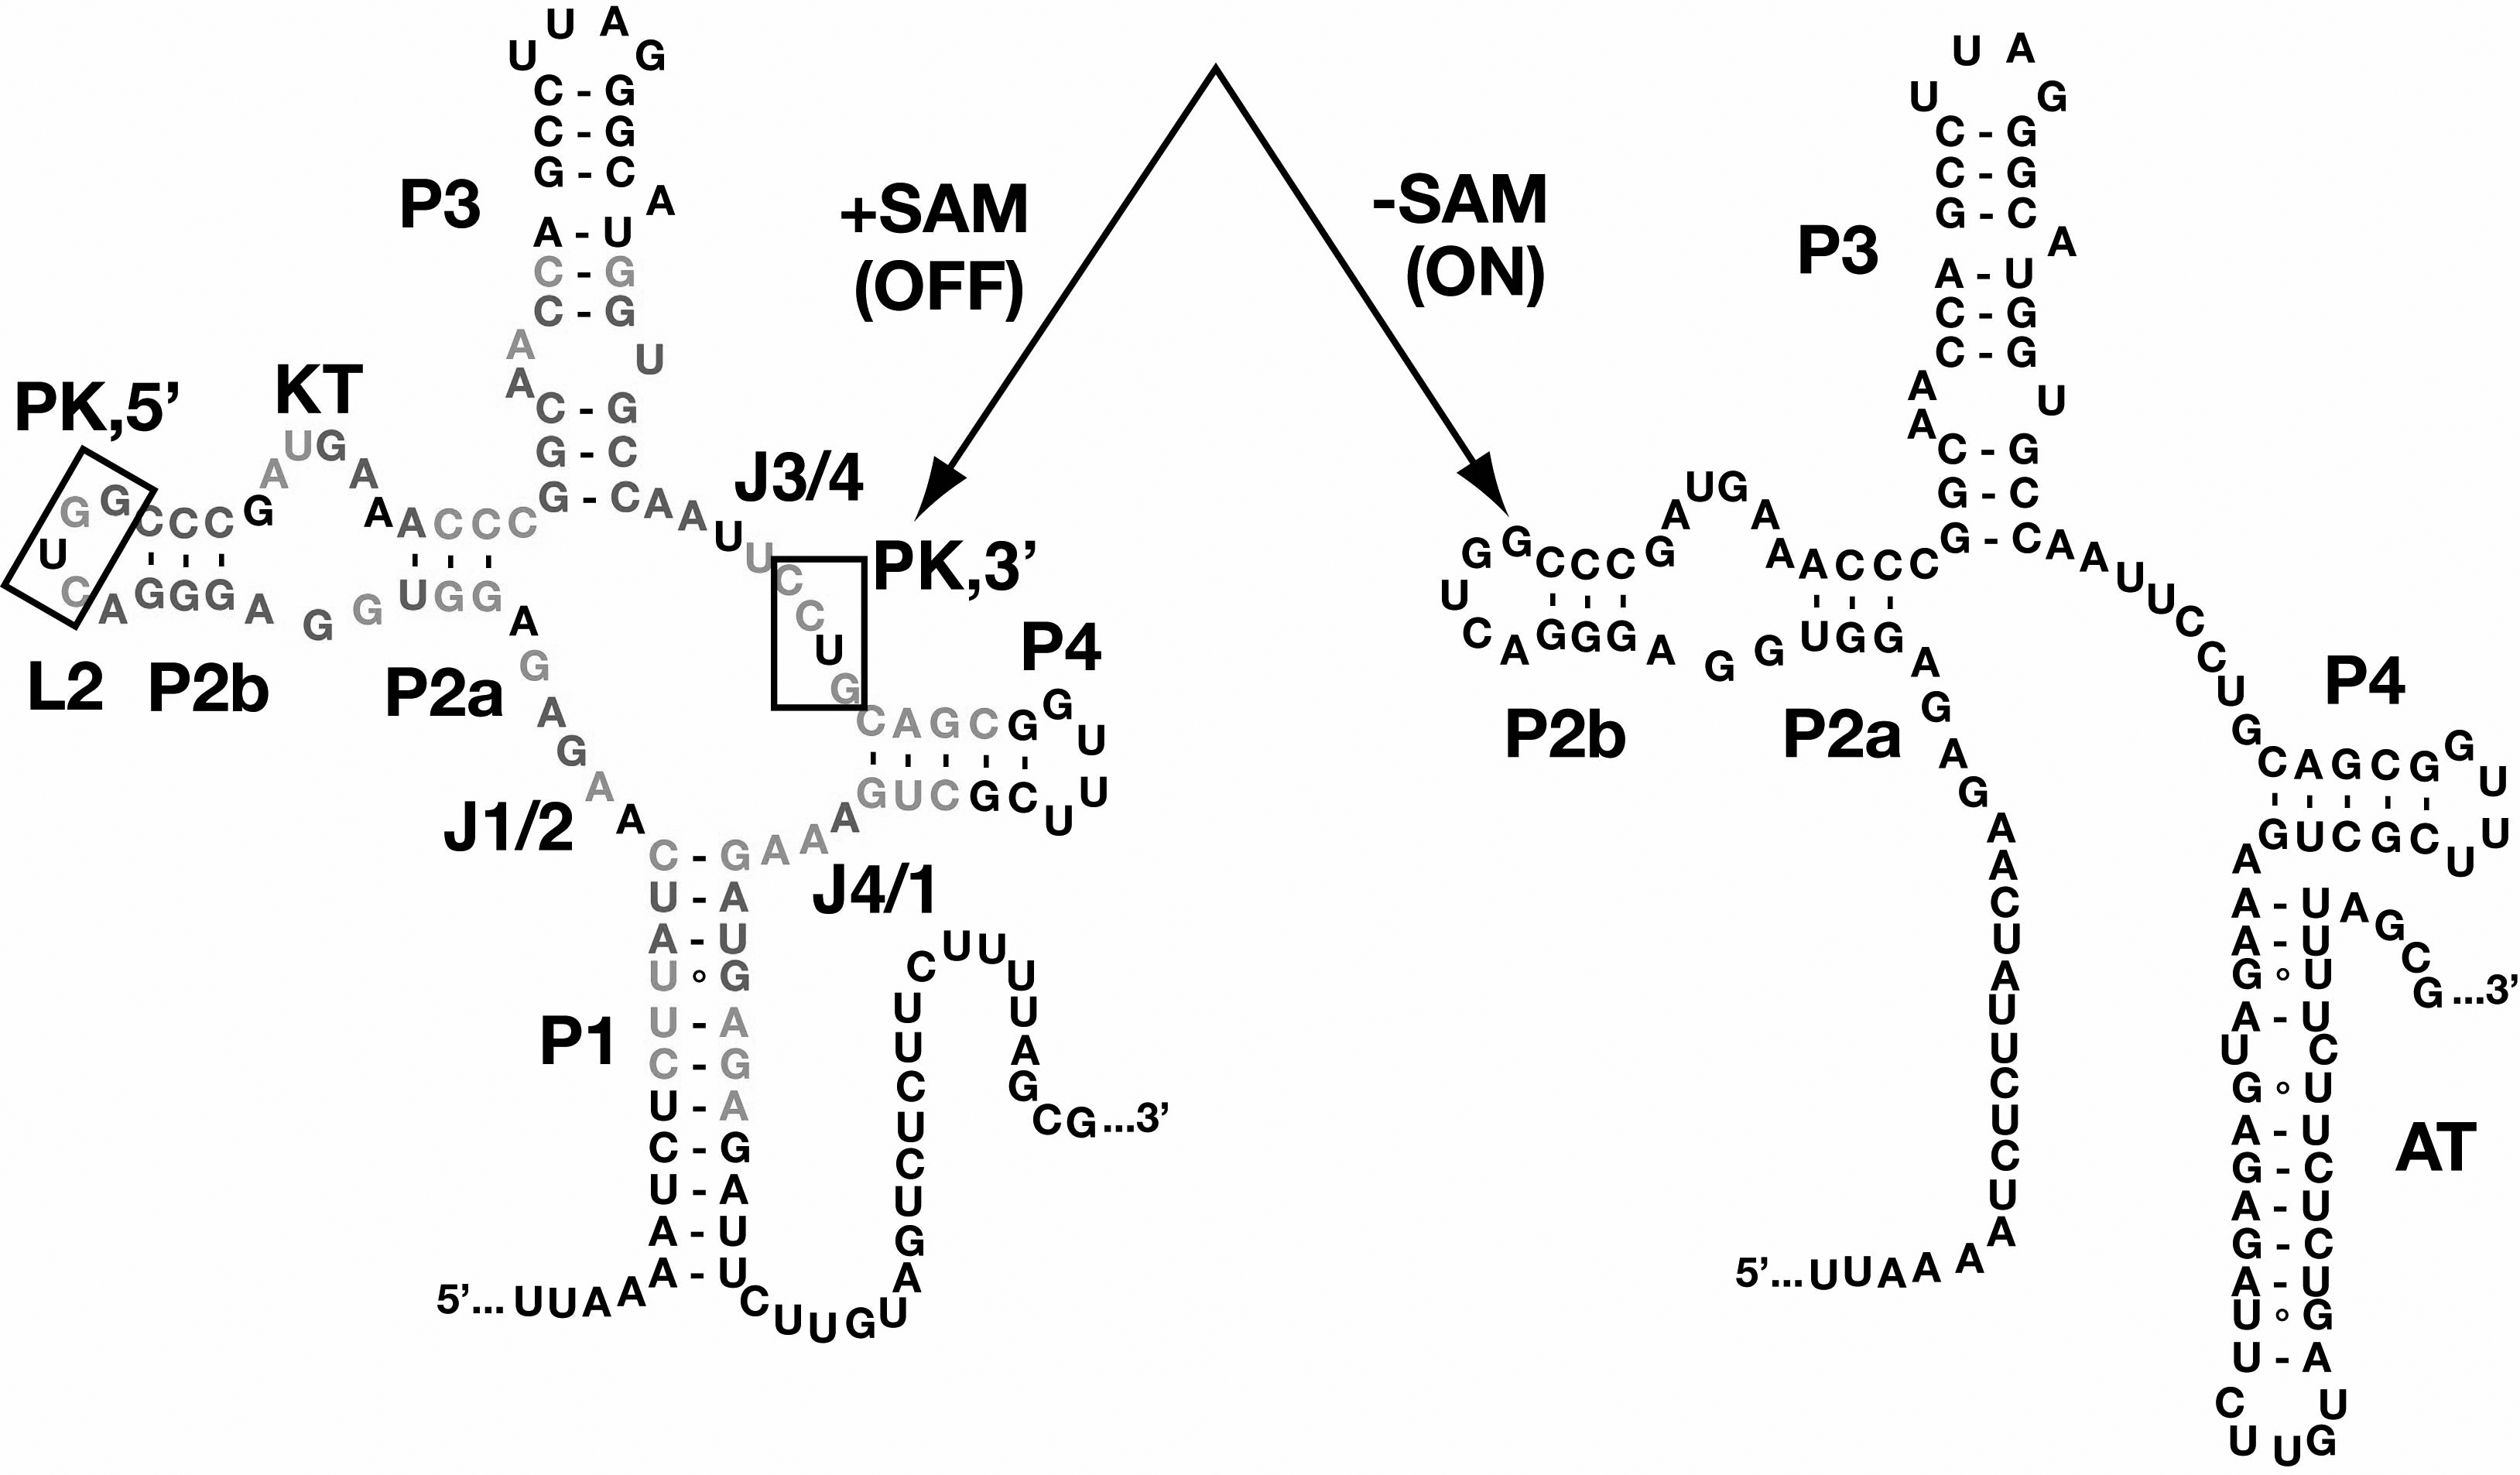 U A
U G
C - G
C - G
G - C
A
P3
A - U
C - G
C - G
A
U
A
C - G
G - C
G - C A A U U C C U G
J3/4
PK,3’
KT
PK,5’
A U G A
G G C C C G A A C C C
U
C A G G G A G G U G G A G A G A A
L2 P2b P2a
J1/2
P4
C A G C G G U
G U C G C U U
C - G A A A
J4/1
U - A
A - U
U ∘ G
U - A
P1
C - G
U - A
C - G
U - A
A - U
5’... U U A A A - U C U U G U
A
G
U
C
U
C
U
U
C U U U
U
A
G
C G ...3’
+SAM
(OFF)
-SAM
(ON)
U A
U G
C - G
C - G
G - C
A
P3
A - U
C - G
C - G
A
U
A
C - G
G - C
G - C A A U U C C U G
A U G A
G G C C C G A A C C C
U
C A G G G A G G U G G A G A G
P2b P2a
A
A
C
U
A
U
U
C
U
C
U
A
5’... U U A A A
P4
C A G C G G U
G U C G C U U
A
A - U A G C G ...3’
A - U
G ∘ U
A - U
U C
G ∘ U
A - U
AT
G - C
A - U
G - C
A - U
U ∘ G
U - A
C U
U U G